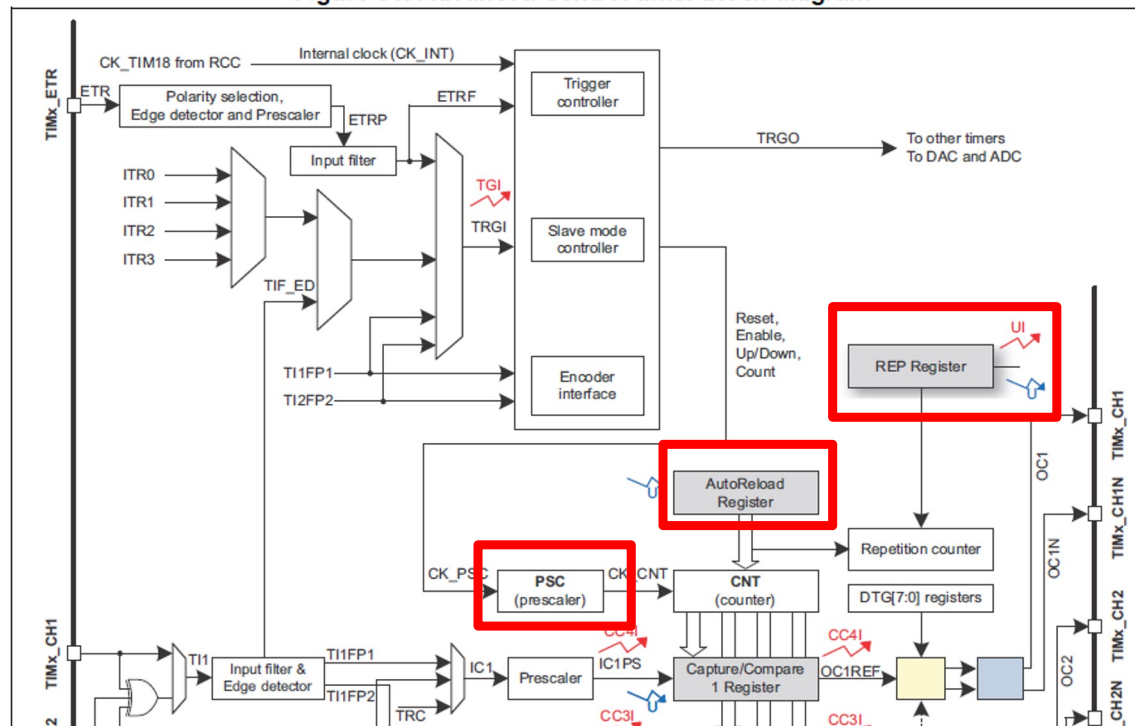 CK_TIM18 from RCC
Internal clock (CK_INT)
TIMx_ETR
ETR
Polarity selection,
Edge detector and Prescaler
ETRP
ETRF
Input filter
Trigger
controller
TRGO
To other timers
To DAC and ADC
ITR0
ITR1
ITR2
ITR3
TGI
TRGI
Slave mode
controller
TIF_ED
Reset,
Enable,
Up/Down,
Count
UI
REP Register
TI1FP1
TI2FP2
Encoder
interface
TIMx_CH1
OC1
AutoReload
Register
TIMx_CH1N
OC1N
Repetition counter
CK_PSC
PSC
(prescaler)
CK_CNT
CNT
(counter)
DTG[7:0] registers
TIMx_CH2
OC2
TIMx_CH1
TI1
Input filter &
Edge detector
TI1FP1
TI1FP2
TRC
IC1
Prescaler
CC4I
IC1PS
Capture/Compare
1 Register
CC4I
OC1REF
CC3I
CC3I
_CH2N
2